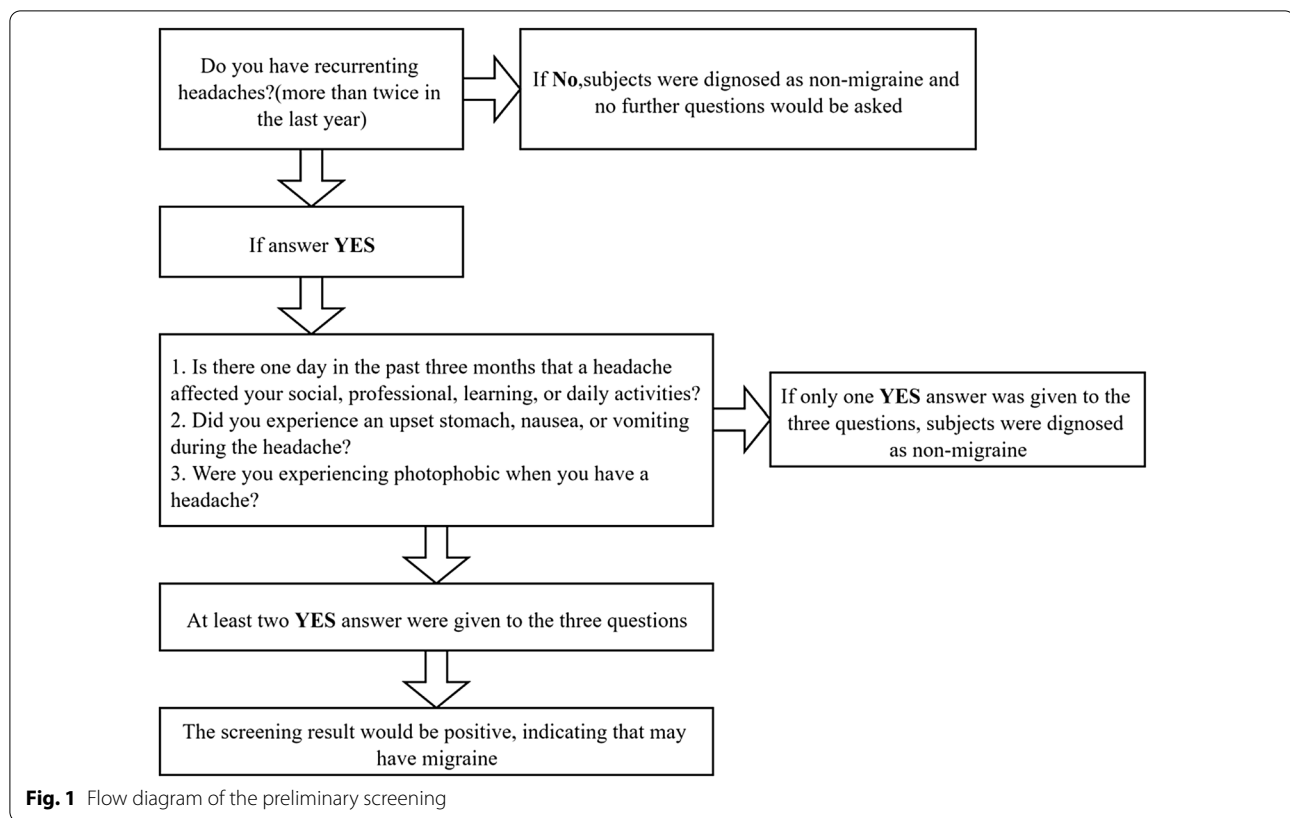 Do you have recurrenting
headaches?(more than twice in
the last year)
If No,subjects were dignosed as non-migraine and
no further questions would be asked
If answer YES
1. Is there one day in the past three months that a headache
affected your social, professional, learning, or daily activities?
2. Did you experience an upset stomach, nausea, or vomiting
during the headache?
3. Were you experiencing photophobic when you have a
headache?
If only one YES answer was given to the
three questions, subjects were dignosed
as non-migraine
At least two YES answer were given to the three questions
The screening result would be positive, indicating that may
have migraine
Fig. 1 Flow diagram of the preliminary screening